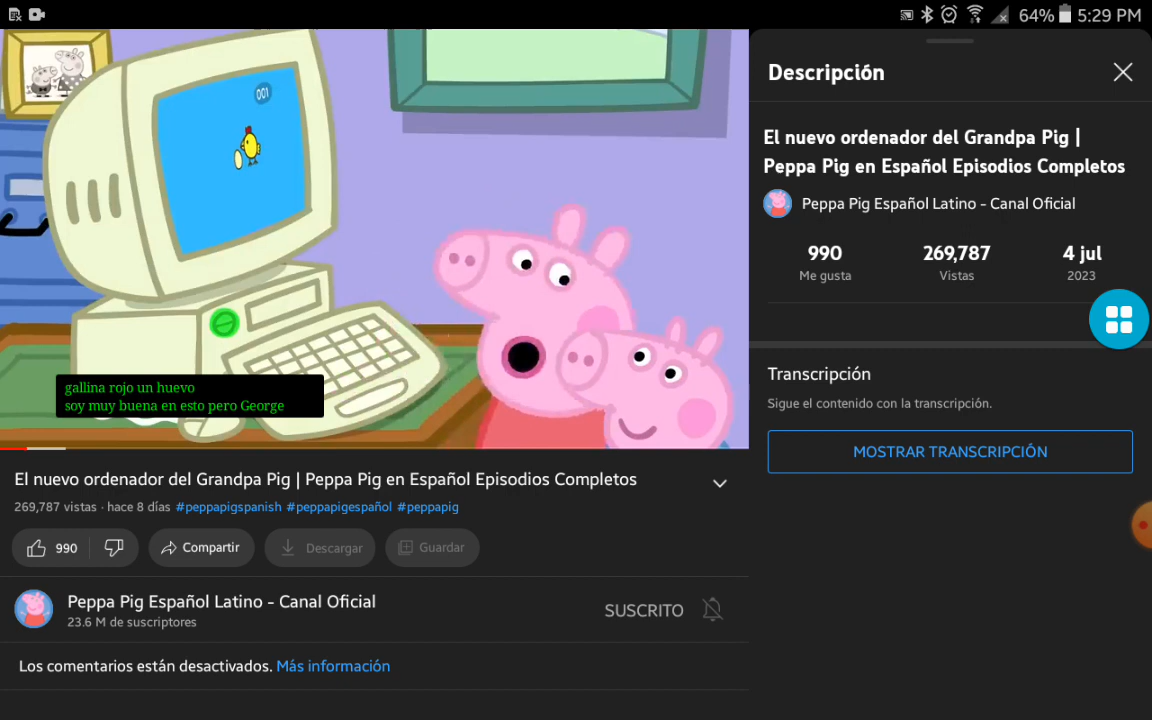 64% 5:29 PM
001
gallina rojo un huevo
soy muy buena en esto pero George
El nuevo ordenador del Grandpa Pig | Peppa Pig en Español Episodios Completos
269,787 vistas · hace 8 días #peppapigspanish #peppapigespañol #peppapig
990 Compartir Descargar Guardar
Peppa Pig Español Latino - Canal Oficial
23.6 M de suscriptores
SUSCRITO
Los comentarios están desactivados. Más información
Descripción
El nuevo ordenador del Grandpa Pig |
Peppa Pig en Español Episodios Completos
Peppa Pig Español Latino - Canal Oficial
990 269,787 4 jul
Me gusta Vistas 2023
Transcripción
Sigue el contenido con la transcripción.
MOSTRAR TRANSCRIPCIÓN